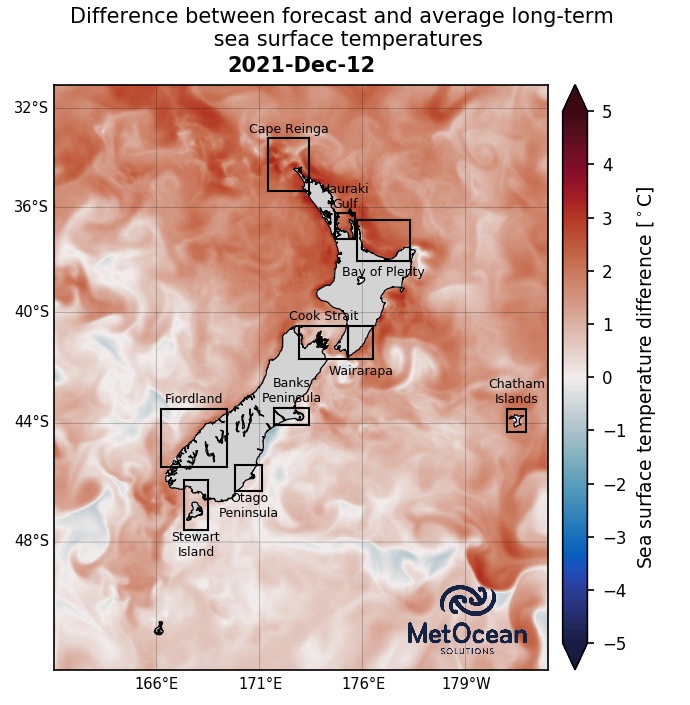 Difference between forecast and average long-term
sea surface temperatures
2021-Dec-12
32°S
36°S
40°S
44°S
48°S
Cape Reinga
Hauraki
Gulf
Bay of Plenty
Cook Strait
Wairarapa
Banks
Peninsula
Fiordland
Chatham
Islands
Otago
Peninsula
Stewart
Island
MetOcean
SOLUTIONS
166°E
171°E
176°E
179°W
5
4
3
2
1
0
−1
−2
−3
−4
−5
Sea surface temperature difference [°C]